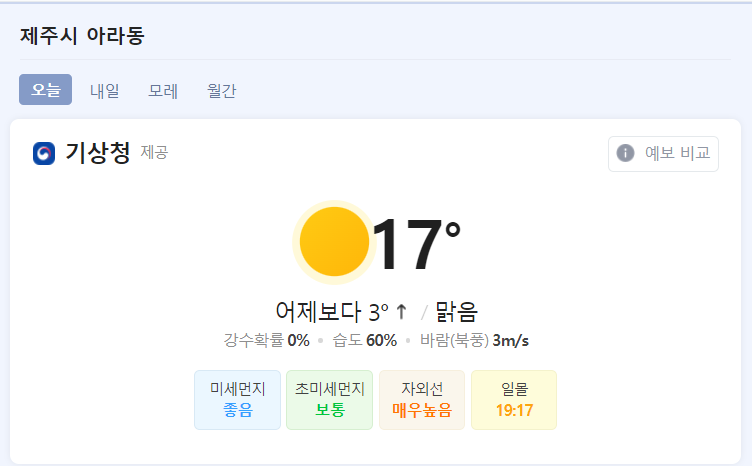 제주시 아라동
오늘 내일 모레 월간
기상청 제공 예보 비교
17°
어제보다 3° ↑ / 맑음
강수확률 0% • 습도 60% • 바람(북풍) 3m/s
미세먼지 초미세먼지 자외선 일몰
좋음 보통 매우높음 19:17